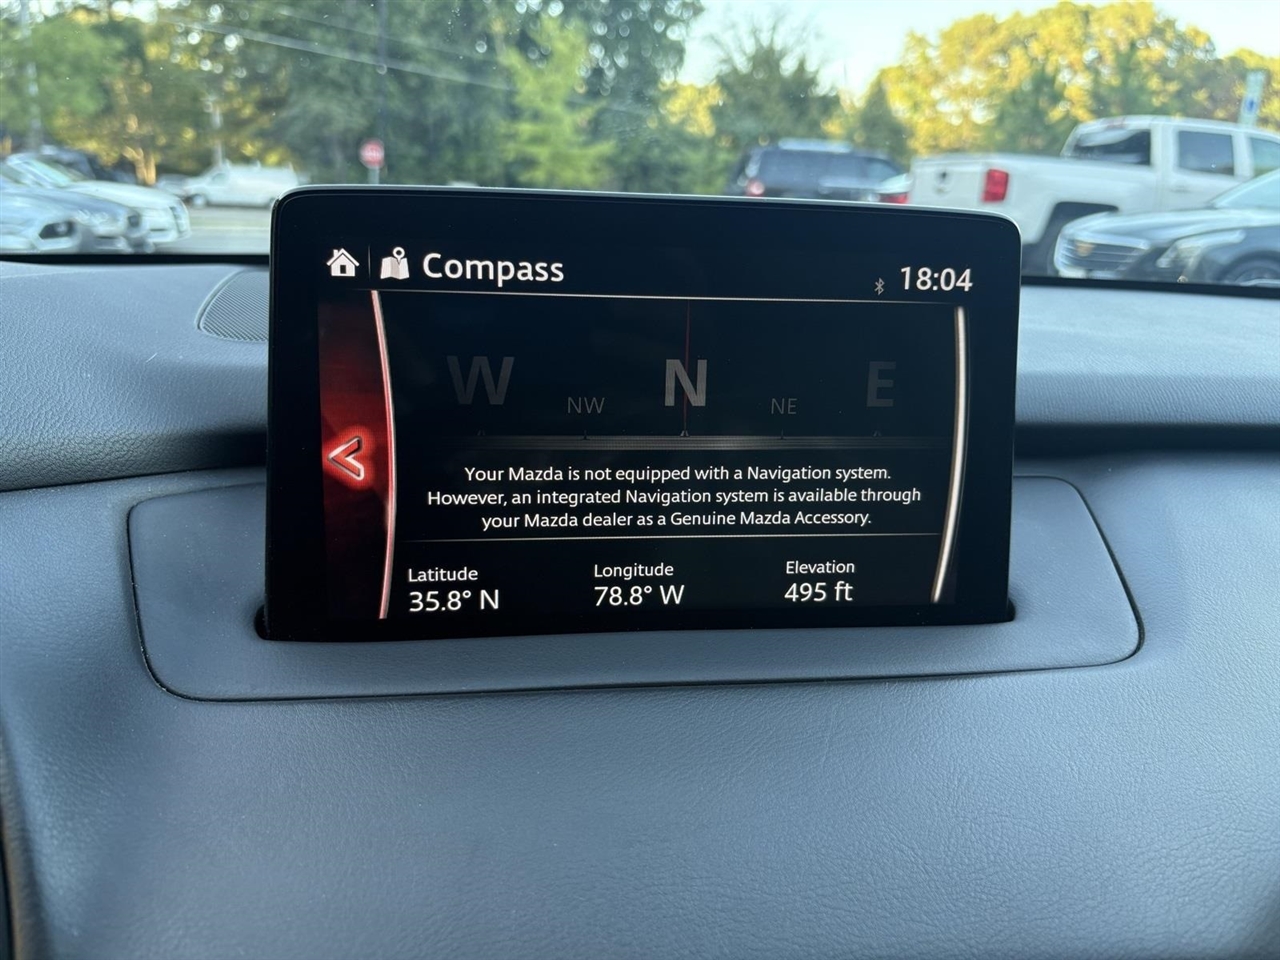 Compass
18:04
W NW N NE E
Your Mazda is not equipped with a Navigation system.
However, an integrated Navigation system is available through
your Mazda dealer as a Genuine Mazda Accessory.
Latitude Longitude Elevation
35.8° N 78.8° W 495 ft